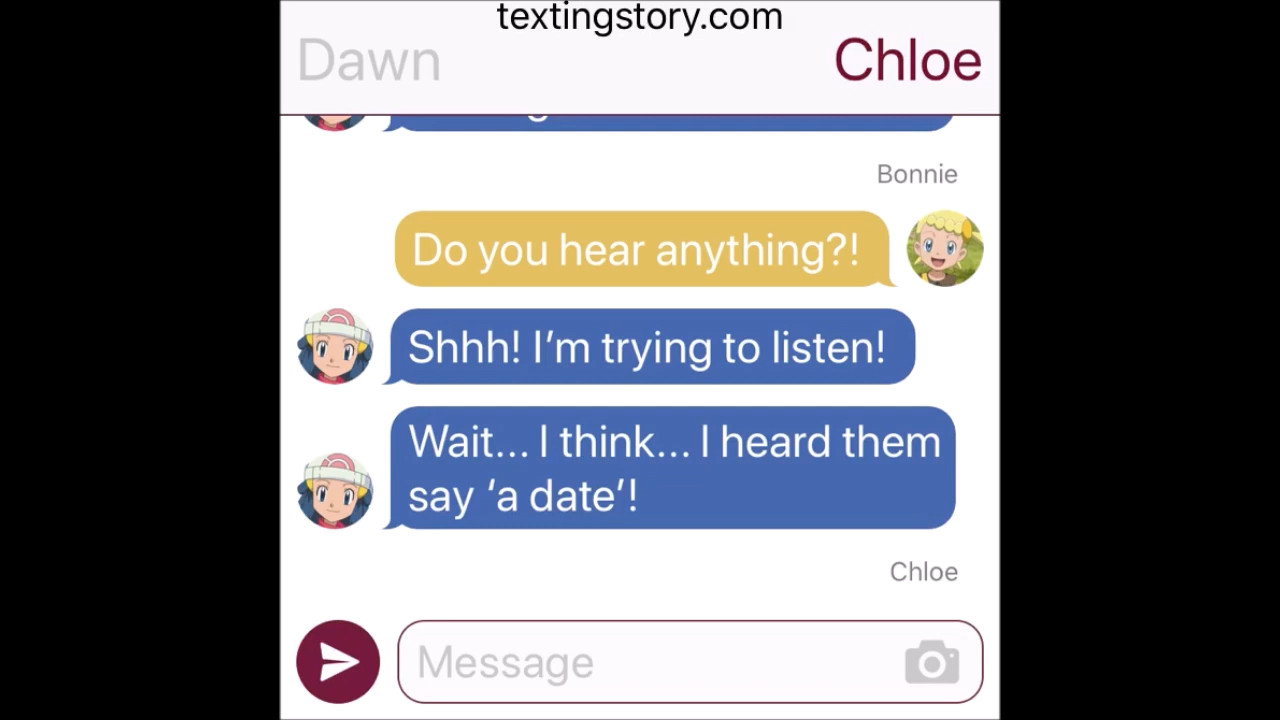 textingstory.com
Dawn
Chloe
Bonnie
Do you hear anything?!
Shhh! I’m trying to listen!
Wait... I think... I heard them
say ‘a date’!
Chloe
Message